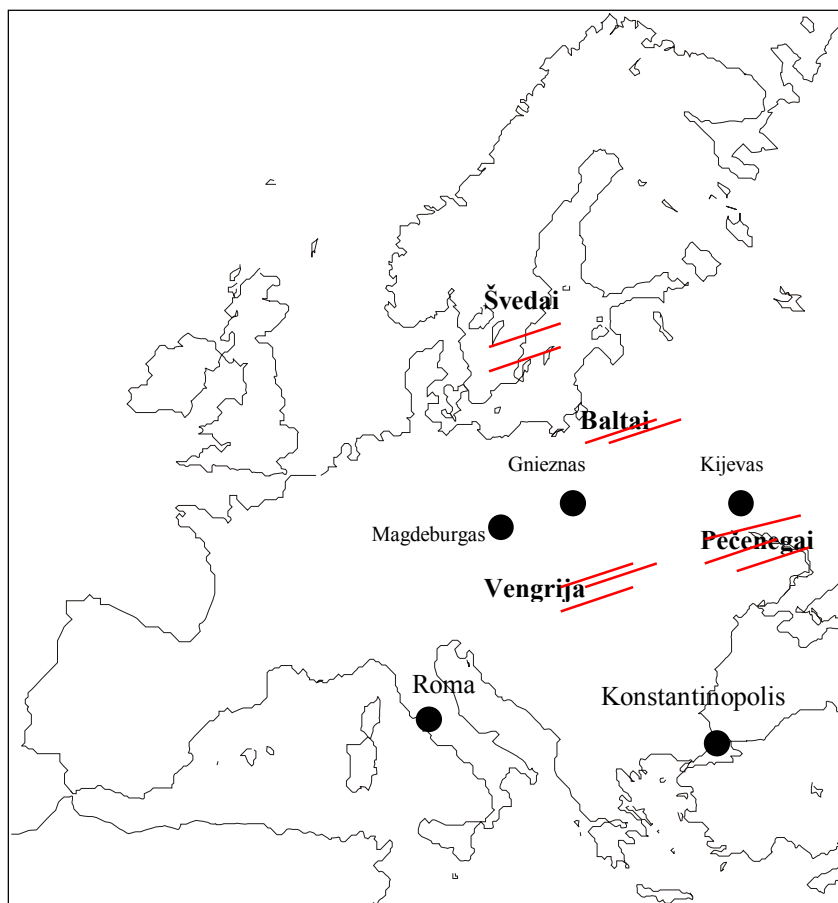 Švedai
Baltai
Gnieznas
Kijevas
Magdeburgas
Pečenegai
Vengrija
Roma
Konstantinopolis